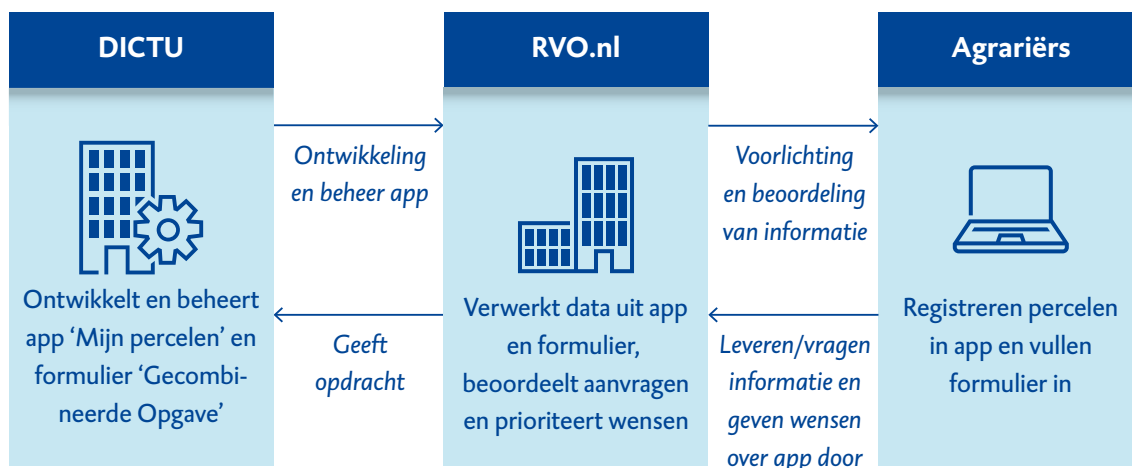 DICTU
RVO.nl
Agrariërs
Ontwikkeling
en beheer app
Voorlichting
en beoordeling
van informatie
Ontwikkelt en beheert
app ‘Mijn percelen’ en
formulier ‘Gecombi-
neerde Opgave’
Geeft
opdracht
Verwerkt data uit app
en formulier,
beoordeelt aanvragen
en prioriteert wensen
Leveren/vragen
informatie en
geven wensen
over app door
Registreren percelen
in app en vullen
formulier in